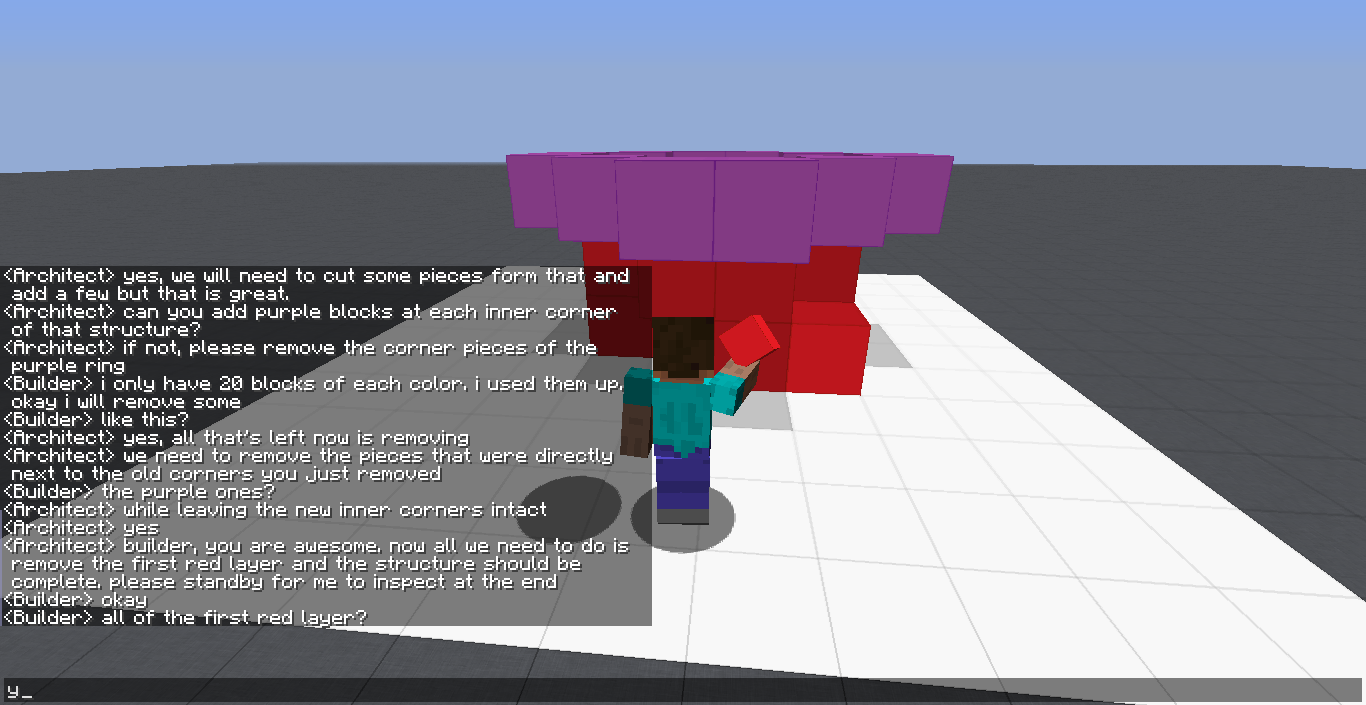 <Architect> yes, we will need to cut some pieces form that and
add a few but that is great.
<Architect> can you add purple blocks at each inner corner
of that structure?
<Architect> if not, please remove the corner pieces of the
purple ring
<Builder> i only have 20 blocks of each color. i used them up.
okay i will remove some
<Builder> like this?
<Architect> yes, all that's left now is removing
<Architect> we need to remove the pieces that were directly
next to the old corners you just removed
<Builder> the purple ones?
<Architect> while leaving the new inner corners intact
<Architect> yes
<Architect> builder, you are awesome. now all we need to do is
remove the first red layer and the structure should be
complete. please standby for me to inspect at the end
<Builder> okay
<Builder> all of the first red layer?
y_